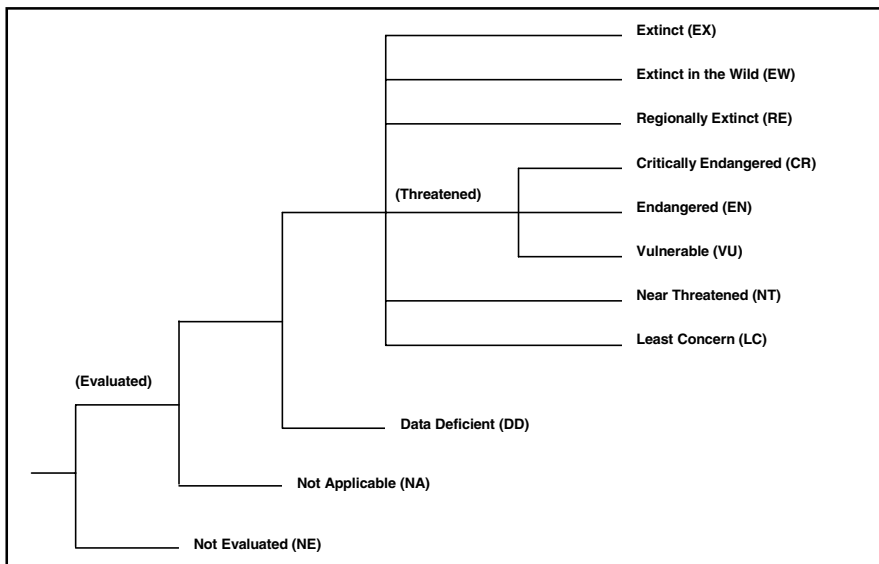 Extinct (EX)
Extinct in the Wild (EW)
Regionally Extinct (RE)
Critically Endangered (CR)
(Threatened)
Endangered (EN)
Vulnerable (VU)
Near Threatened (NT)
Least Concern (LC)
(Evaluated)
Data Deficient (DD)
Not Applicable (NA)
Not Evaluated (NE)